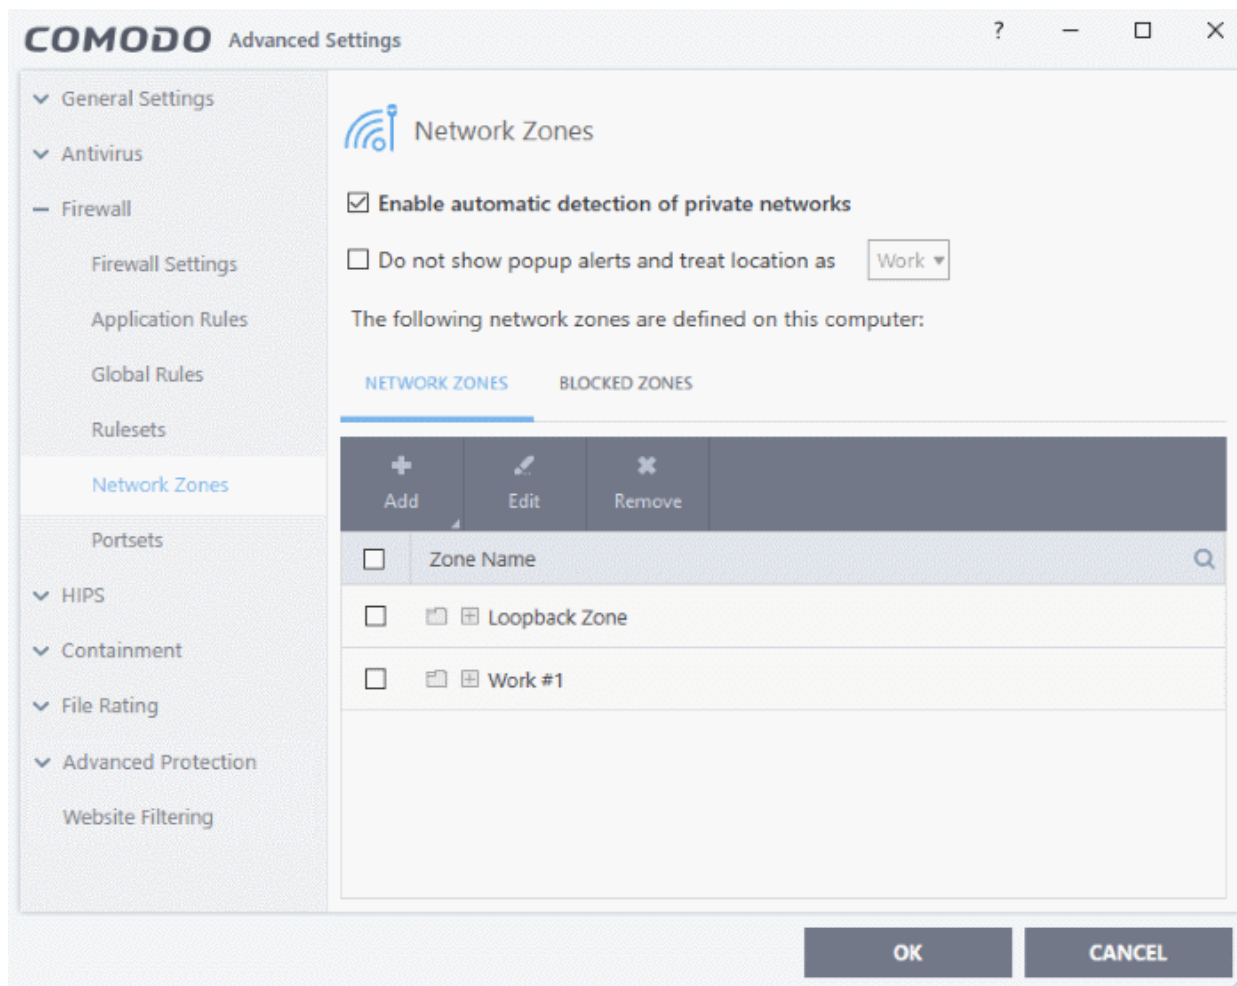 COMODO Advanced Settings ?
General Settings
Antivirus
Firewall
Firewall Settings
Application Rules
Global Rules
Rulesets
Network Zones
Portsets
HIPS
Containment
File Rating
Advanced Protection
Website Filtering
Network Zones
Enable automatic detection of private networks
Do not show popup alerts and treat location as Work
The following network zones are defined on this computer:
NETWORK ZONES BLOCKED ZONES
Add Edit Remove
Zone Name
Loopback Zone
Work #1
OK CANCEL